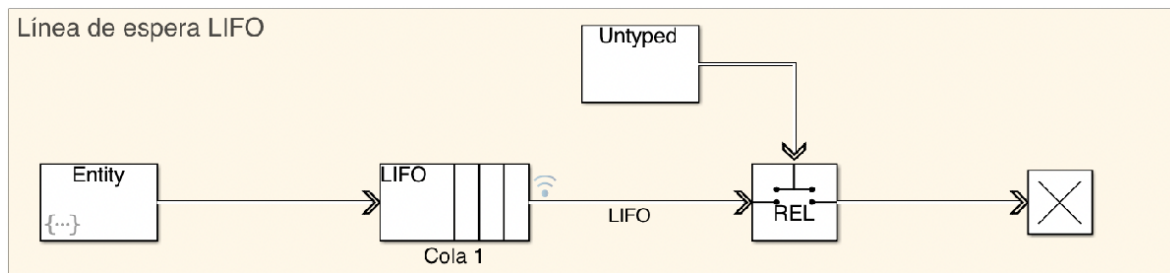 Línea de espera LIFO
Untyped
Entity
{···}
LIFO
Cola 1
LIFO
REL